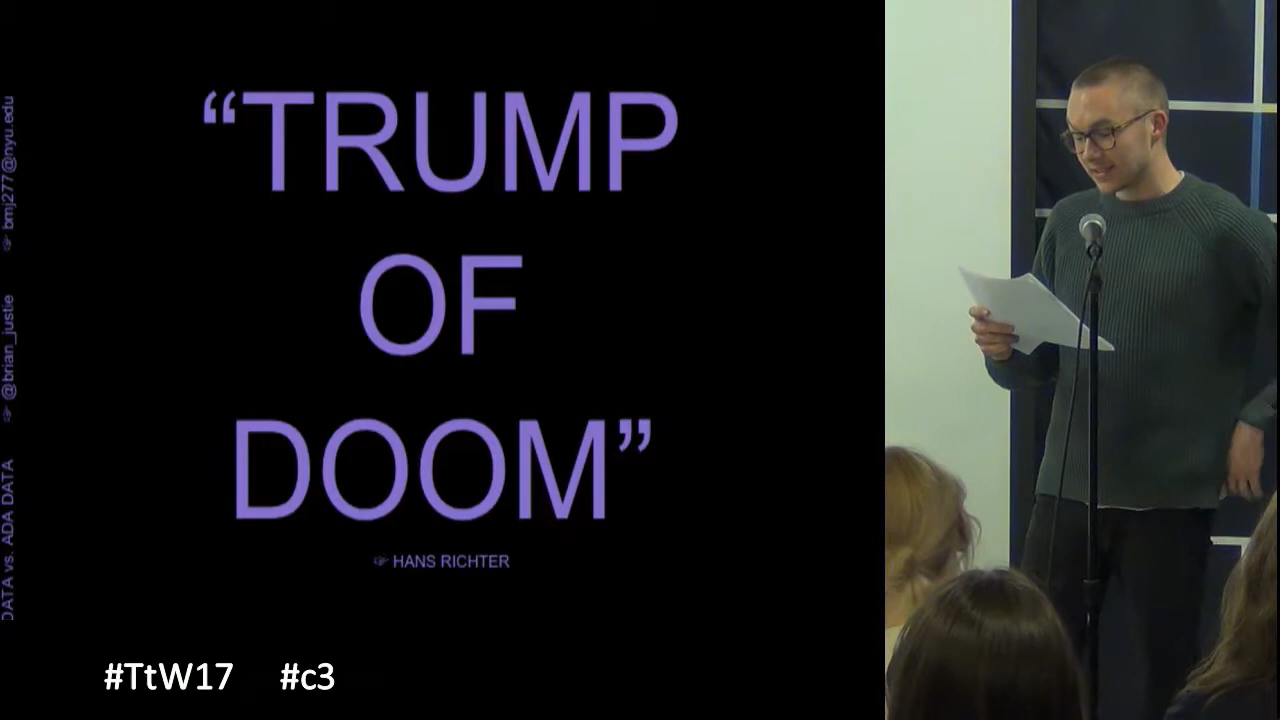 “TRUMP
OF
DOOM”
☞ HANS RICHTER
DATA vs. ADA DATA ☞ @brian_justie ☞ bmj277@nyu.edu
#TtW17 #c3